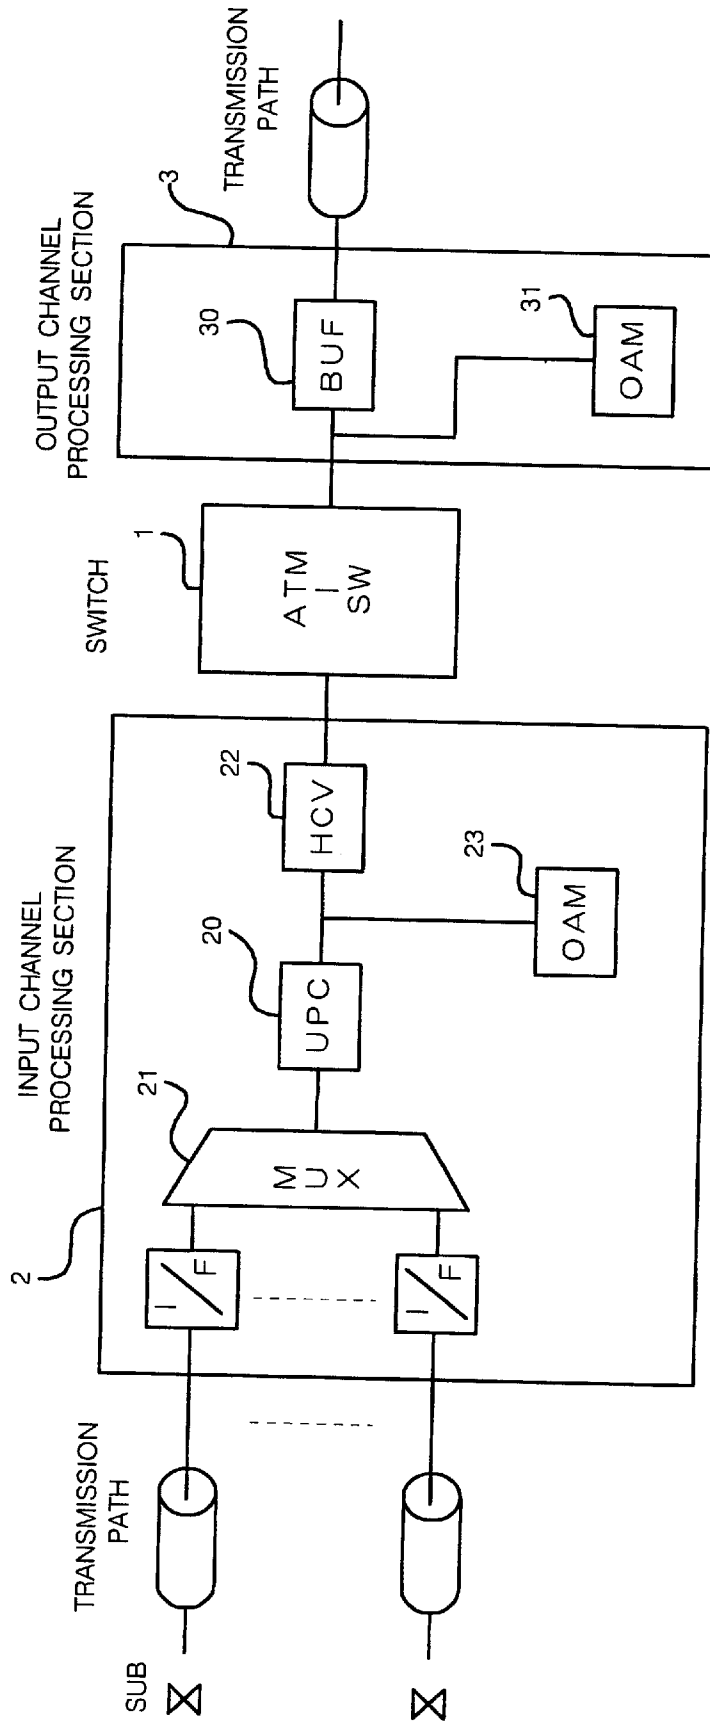 SUB
TRANSMISSION
PATH
2
INPUT CHANNEL
PROCESSING SECTION
I/F
I/F
21
MUX
20
UPC
22
HCV
23
OAM
SWITCH
1
ATM
I
SW
OUTPUT CHANNEL
PROCESSING SECTION
3
30
BUF
31
OAM
TRANSMISSION
PATH